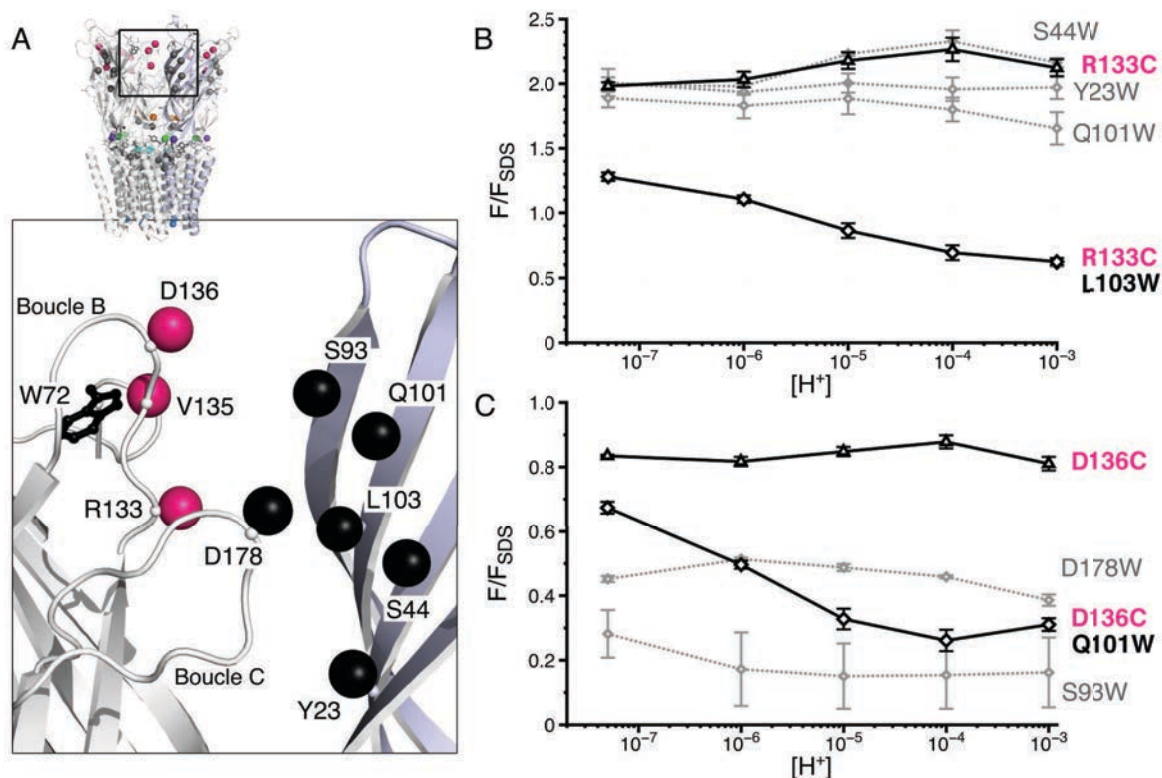 A
Boucle B
D136
W72
V135
R133
D178
Boucle C
S93
Q101
L103
S44
Y23
B
F/F_SDS
2.5
2.0
1.5
1.0
0.5
0
10⁻⁷
10⁻⁶
10⁻⁵
10⁻⁴
10⁻³
[H⁺]
S44W
R133C
Y23W
Q101W
R133C
L103W
C
F/F_SDS
1.0
0.8
0.6
0.4
0.2
0
10⁻⁷
10⁻⁶
10⁻⁵
10⁻⁴
10⁻³
[H⁺]
D136C
D178W
D136C
Q101W
S93W